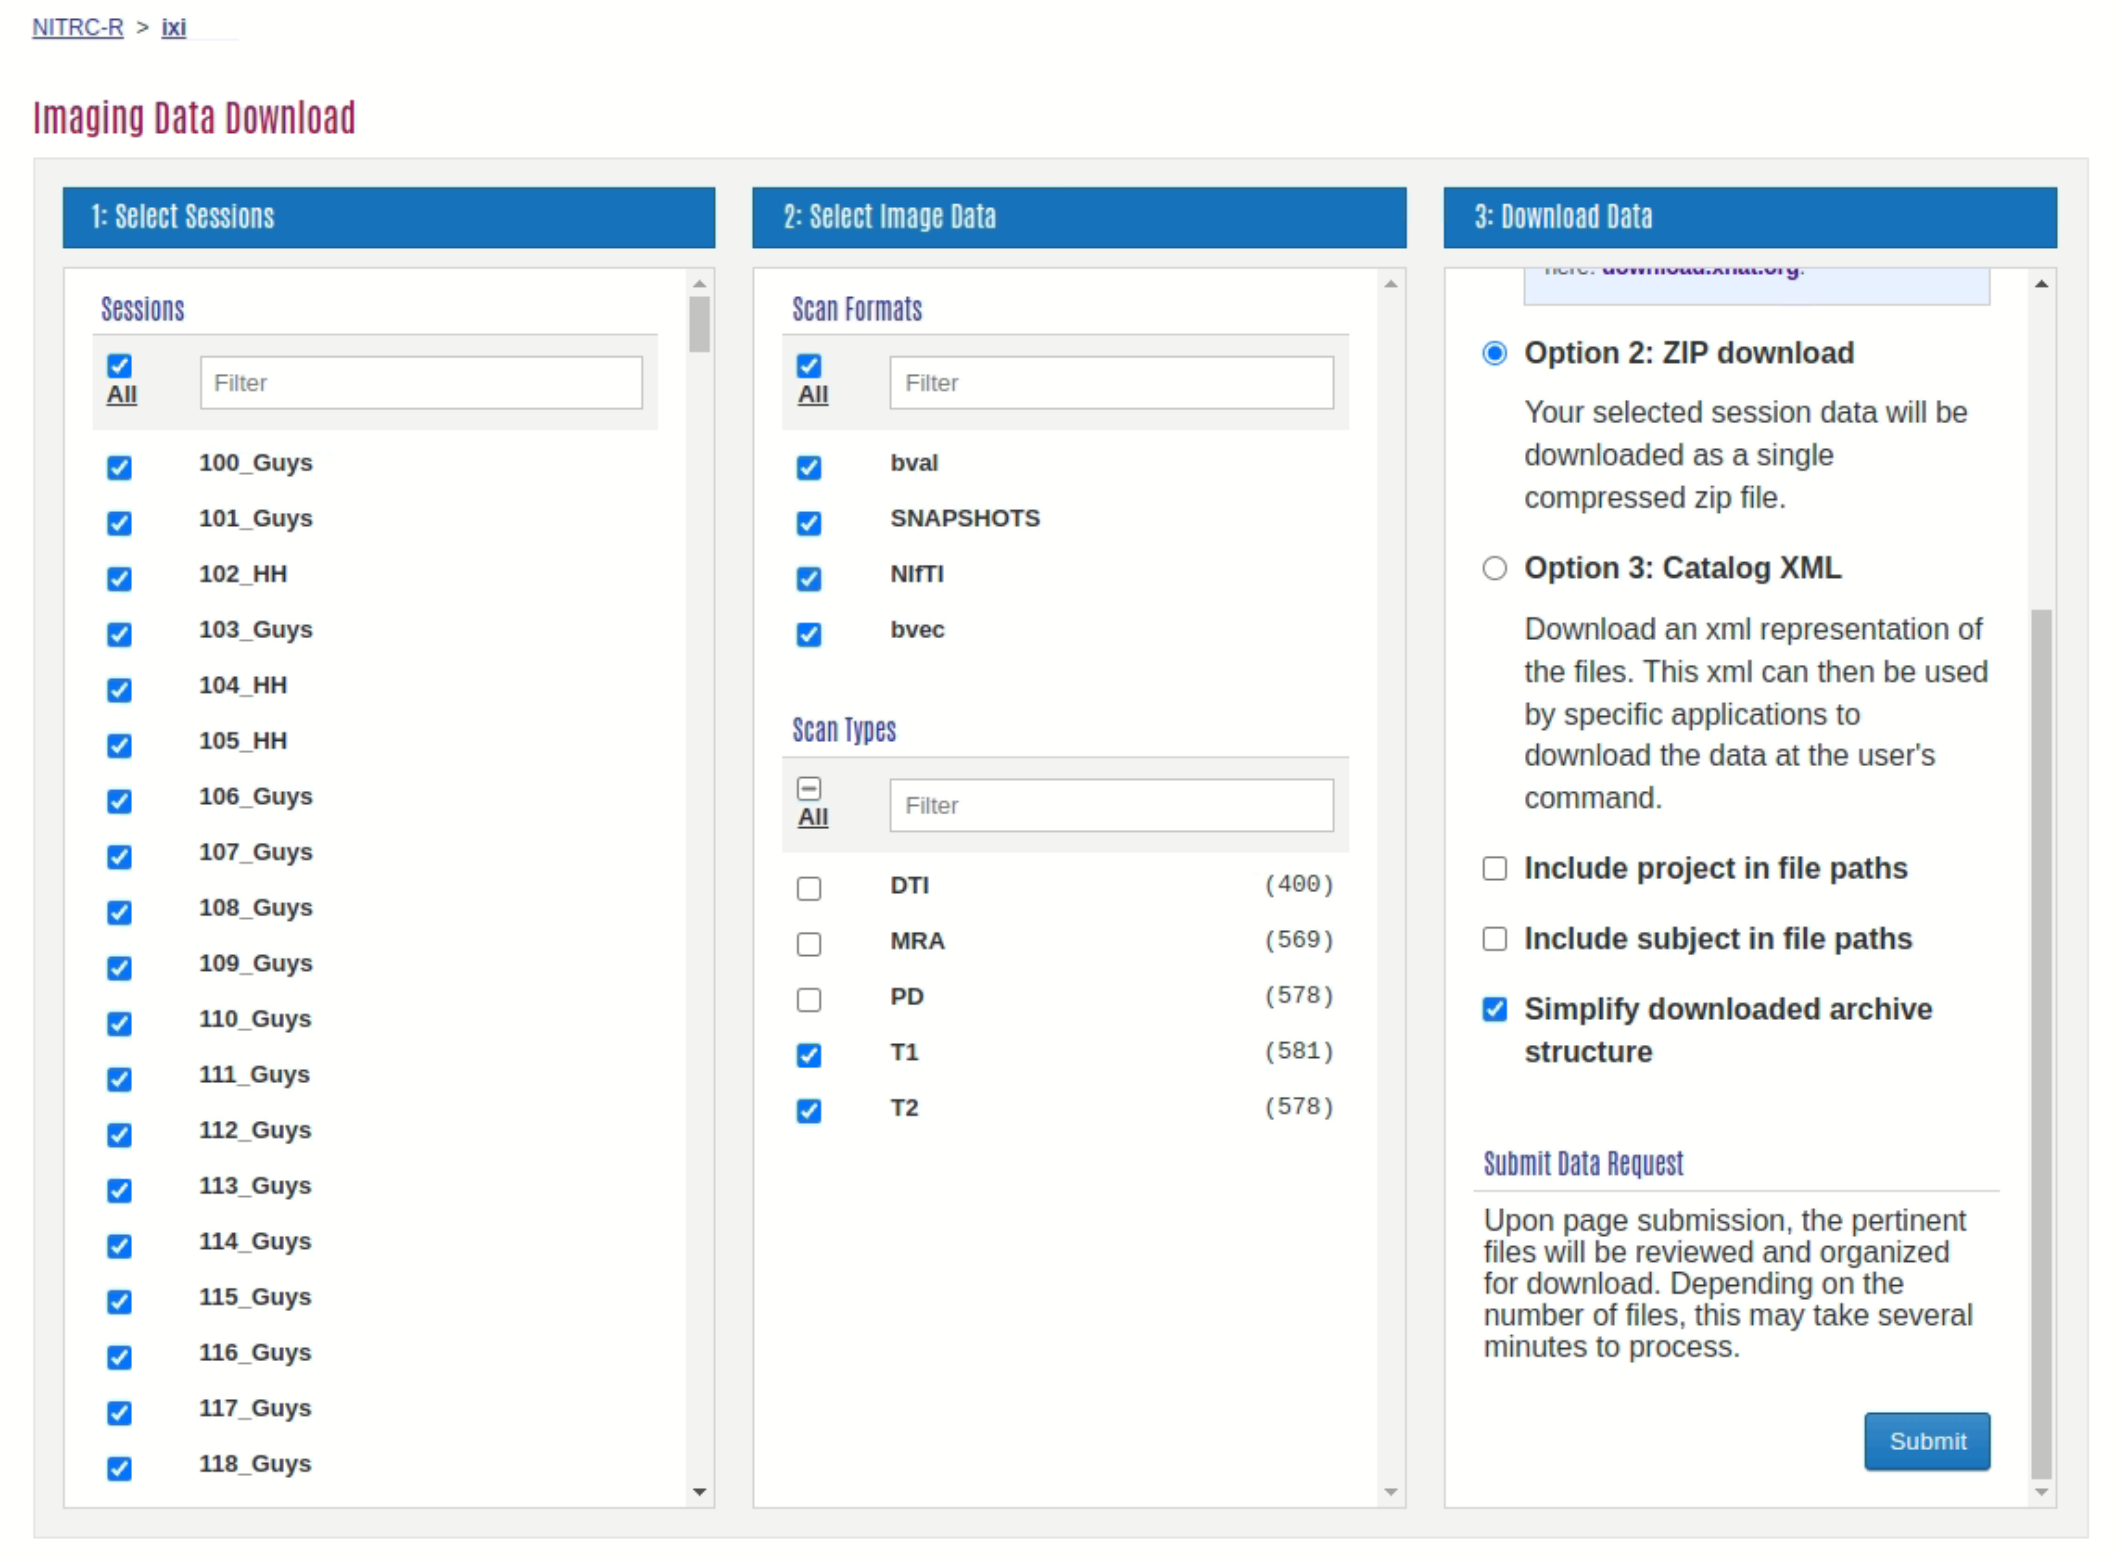 NITRC-R > ixi
Imaging Data Download
1: Select Sessions
Sessions
All
Filter
100_Guys
101_Guys
102_HH
103_Guys
104_HH
105_HH
106_Guys
107_Guys
108_Guys
109_Guys
110_Guys
111_Guys
112_Guys
113_Guys
114_Guys
115_Guys
116_Guys
117_Guys
118_Guys
2: Select Image Data
Scan Formats
All
Filter
bval
SNAPSHOTS
NIfTI
bvec
Scan Types
All
Filter
DTI (400)
MRA (569)
PD (578)
T1 (581)
T2 (578)
3: Download Data
here: download.xnat.org.
Option 2: ZIP download
Your selected session data will be
downloaded as a single
compressed zip file.
Option 3: Catalog XML
Download an xml representation of
the files. This xml can then be used
by specific applications to
download the data at the user's
command.
Include project in file paths
Include subject in file paths
Simplify downloaded archive
structure
Submit Data Request
Upon page submission, the pertinent
files will be reviewed and organized
for download. Depending on the
number of files, this may take several
minutes to process.
Submit